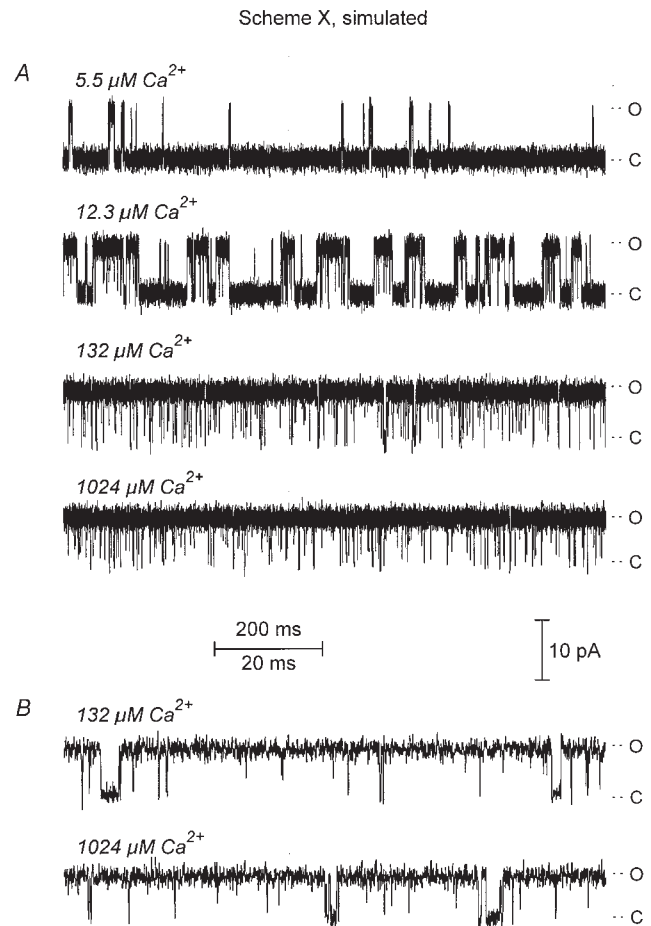 Scheme X, simulated
A
5.5 µM Ca2+
·· O
·· C
12.3 µM Ca2+
·· O
·· C
132 µM Ca2+
·· O
·· C
1024 µM Ca2+
·· O
·· C
200 ms
20 ms
10 pA
B
132 µM Ca2+
·· O
·· C
1024 µM Ca2+
·· O
·· C